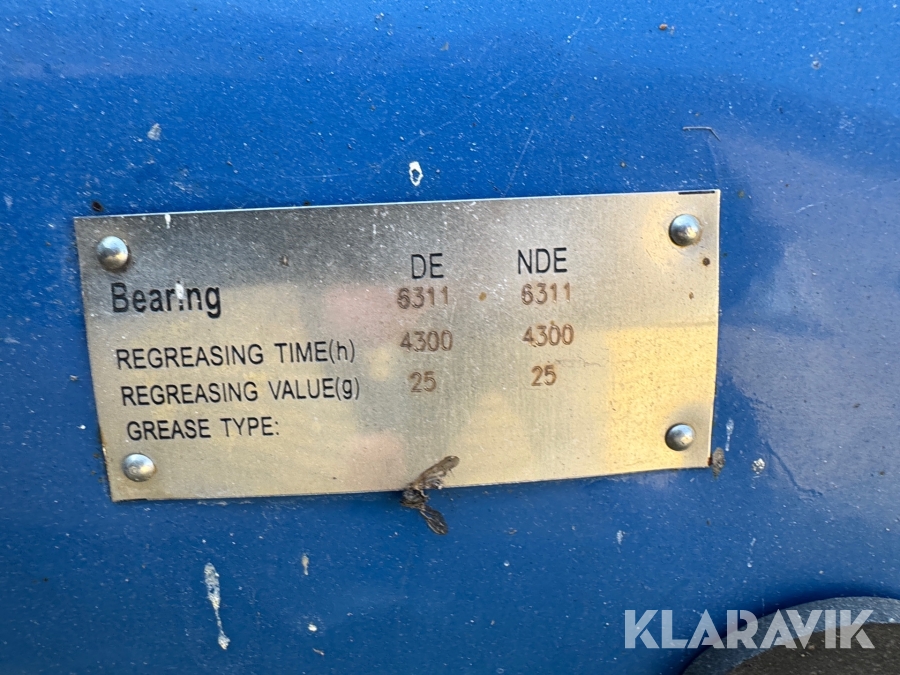 DE NDE
Bearing 6311 6311
REGREASING TIME(h) 4300 4300
REGREASING VALUE(g) 25 25
GREASE TYPE:
KLARAVIK